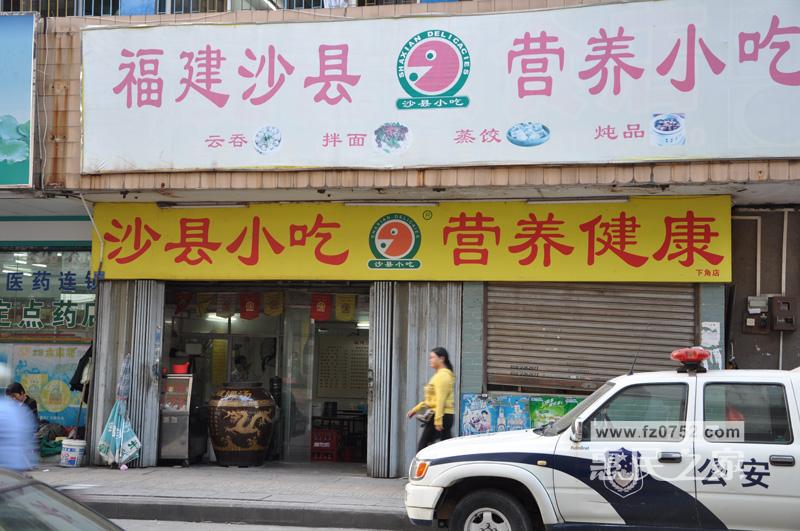 福建沙县 营养小吃
SHAXIAN DELICACIES
沙县小吃
云吞 拌面 蒸饺 炖品
沙县小吃 营养健康
沙县小吃
下角店
医药连锁
定点药店
www.fz0752.com
公安